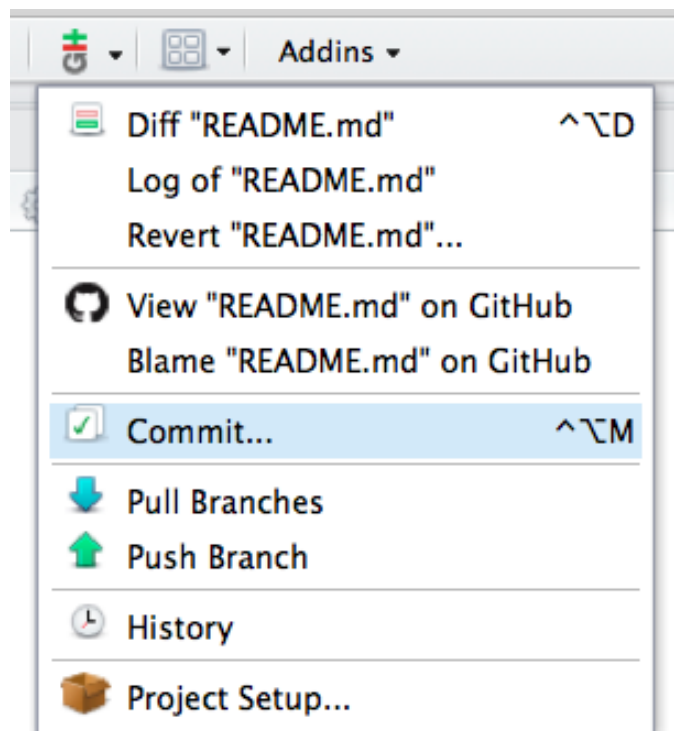 GIt Addins
Diff "README.md" ^⌥D
Log of "README.md"
Revert "README.md"...
View "README.md" on GitHub
Blame "README.md" on GitHub
Commit... ^⌥M
Pull Branches
Push Branch
History
Project Setup...